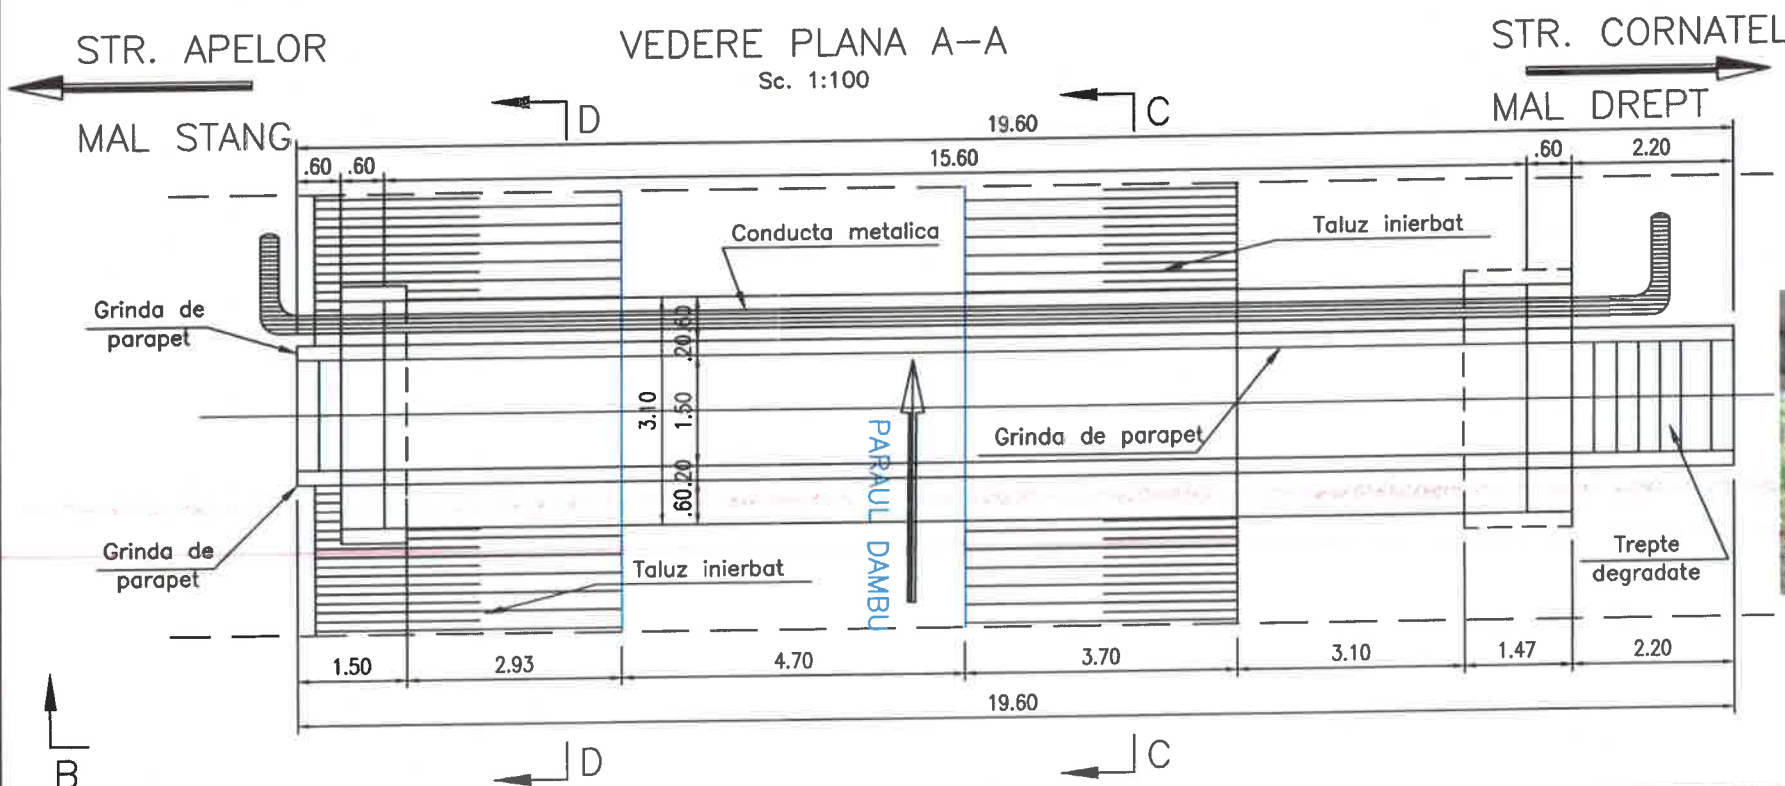 STR. APELOR
VEDERE PLANA A-A
STR. CORNATEL
Sc. 1:100
MAL STANG
D
C
MAL DREPT
19.60
.60
.60
15.60
.60
2.20
Conducta metalica
Taluz inierbat
Grinda de
parapet
3.10
.60
.20
1.50
.20
.60
PARAUL DAMBU
Grinda de parapet
Grinda de
parapet
Taluz inierbat
Trepte
degradate
1.50
2.93
4.70
3.70
3.10
1.47
2.20
19.60
B
D
C